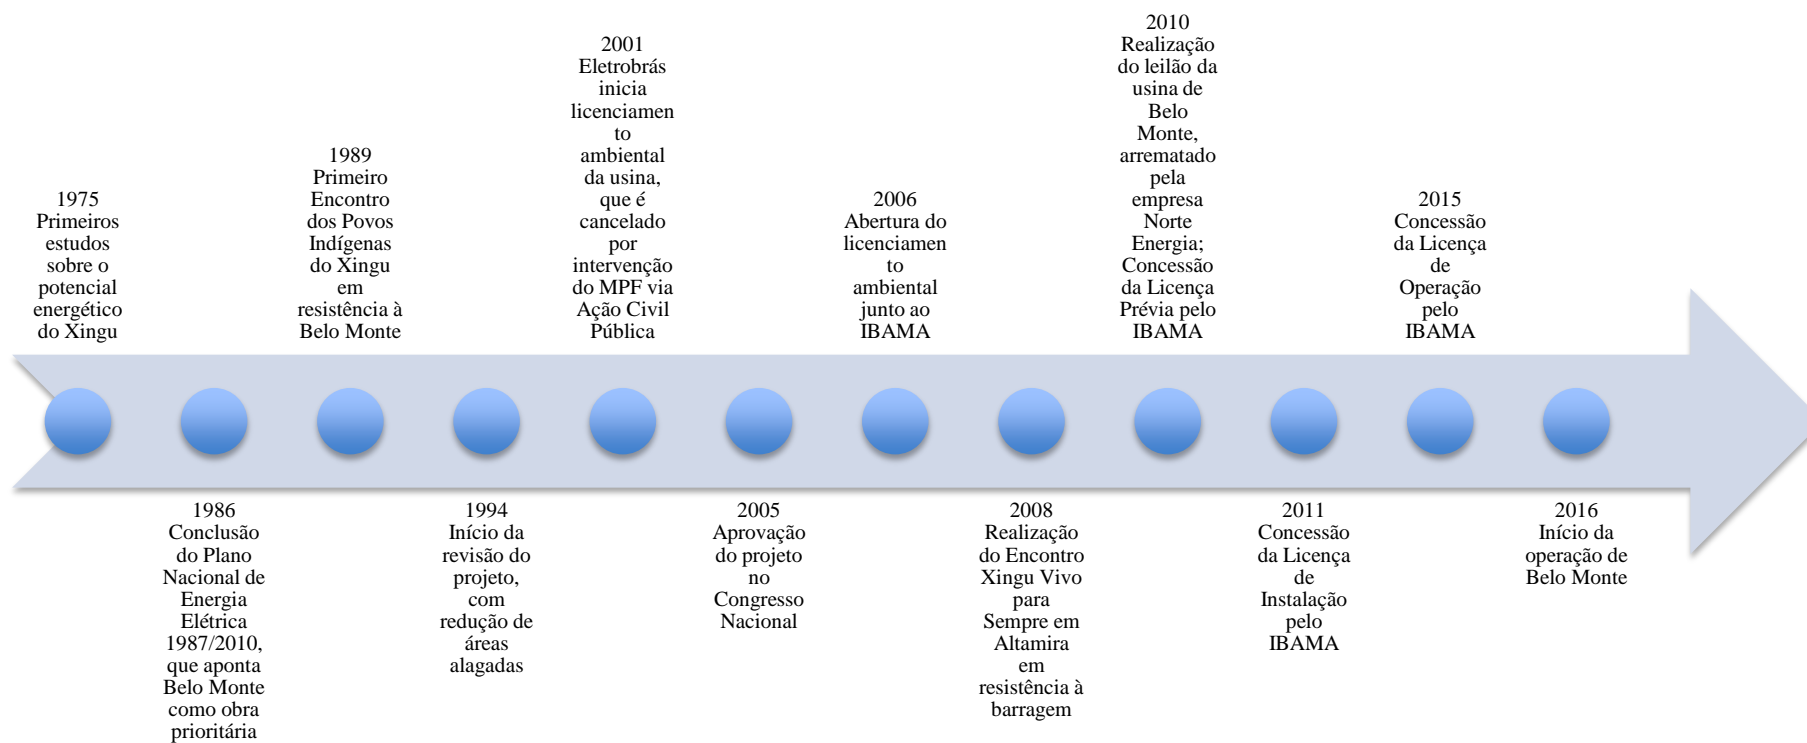 1975
Primeiros
estudos
sobre o
potencial
energético
do Xingu
1986
Conclusão
do Plano
Nacional de
Energia
Elétrica
1987/2010,
que aponta
Belo Monte
como obra
prioritária
1989
Primeiro
Encontro
dos Povos
Indígenas
do Xingu
em
resistência à
Belo Monte
1994
Início da
revisão do
projeto,
com
redução de
áreas
alagadas
2001
Eletrobrás
inicia
licenciamen
to
ambiental
da usina,
que é
cancelado
por
intervenção
do MPF via
Ação Civil
Pública
2005
Aprovação
do projeto
no
Congresso
Nacional
2006
Abertura do
licenciamen
to
ambiental
junto ao
IBAMA
2008
Realização
do Encontro
Xingu Vivo
para
Sempre em
Altamira
em
resistência à
barragem
2010
Realização
do leilão da
usina de
Belo
Monte,
arrematado
pela
empresa
Norte
Energia;
Concessão
da Licença
Prévia pelo
IBAMA
2011
Concessão
da Licença
de
Instalação
pelo
IBAMA
2015
Concessão
da Licença
de
Operação
pelo
IBAMA
2016
Início da
operação de
Belo Monte